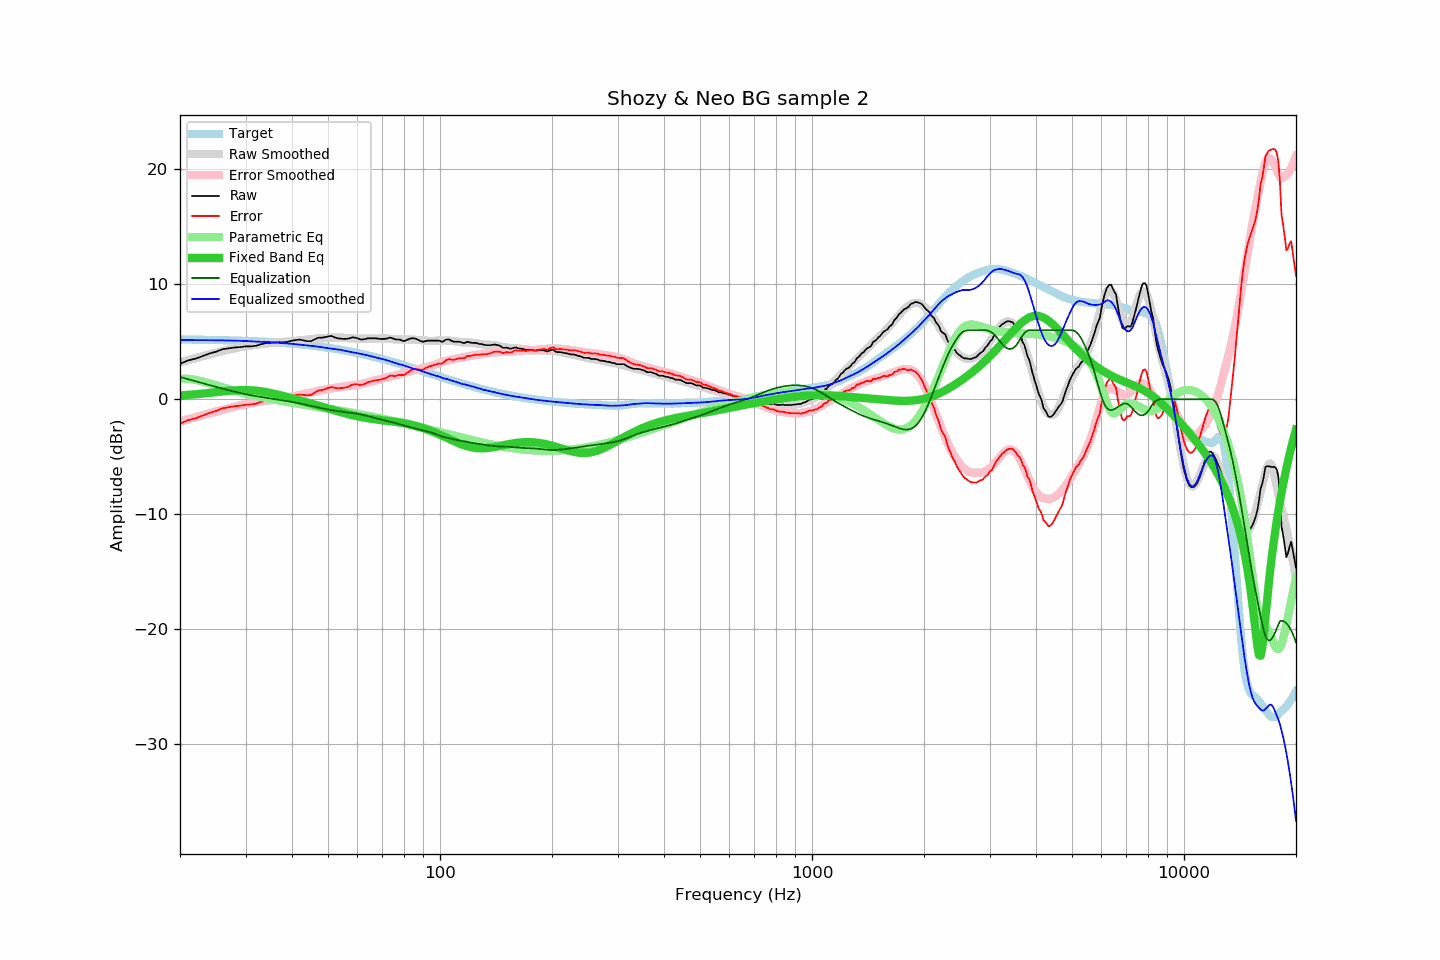 Shozy & Neo BG sample 2
Target
Raw Smoothed
Error Smoothed
Raw
Error
Parametric Eq
Fixed Band Eq
Equalization
Equalized smoothed
20
10
0
−10
−20
−30
Amplitude (dBr)
100
1000
10000
Frequency (Hz)